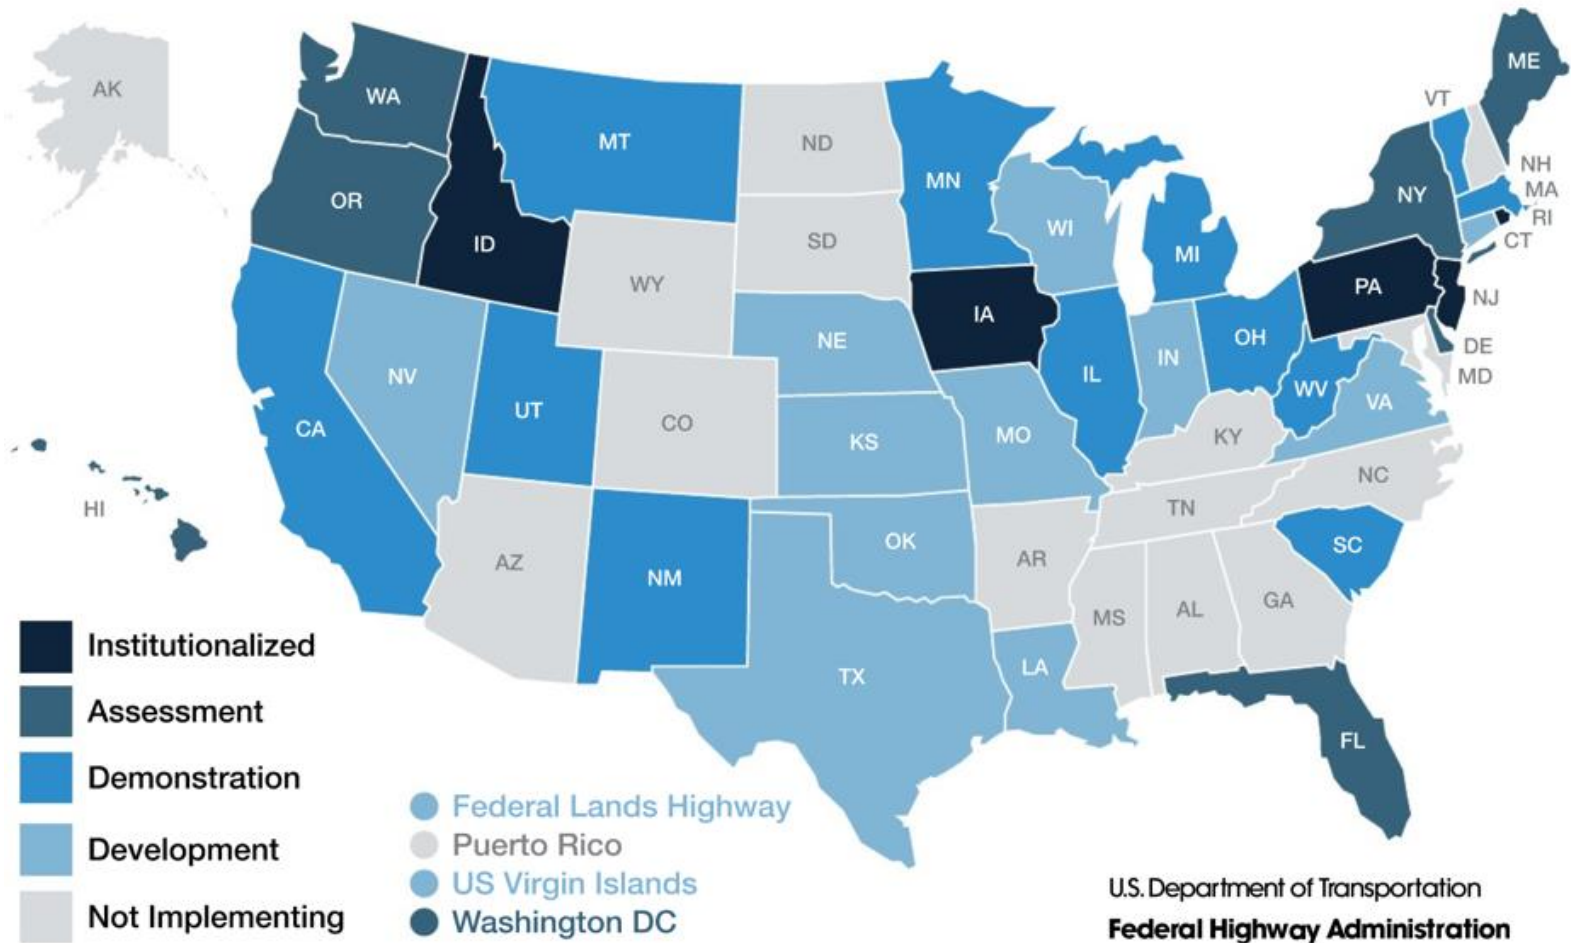 AK
WA
OR
ID
MT
ND
SD
WY
MN
WI
MI
IA
NE
NV
UT
CO
CA
KS
MO
IL
IN
OH
PA
NY
VT
ME
NH
MA
RI
CT
NJ
DE
MD
WV
VA
KY
NC
TN
SC
OK
AR
AZ
NM
MS
AL
GA
TX
LA
FL
HI
Institutionalized
Assessment
Demonstration
Development
Not Implementing
Federal Lands Highway
Puerto Rico
US Virgin Islands
Washington DC
U.S. Department of Transportation
Federal Highway Administration